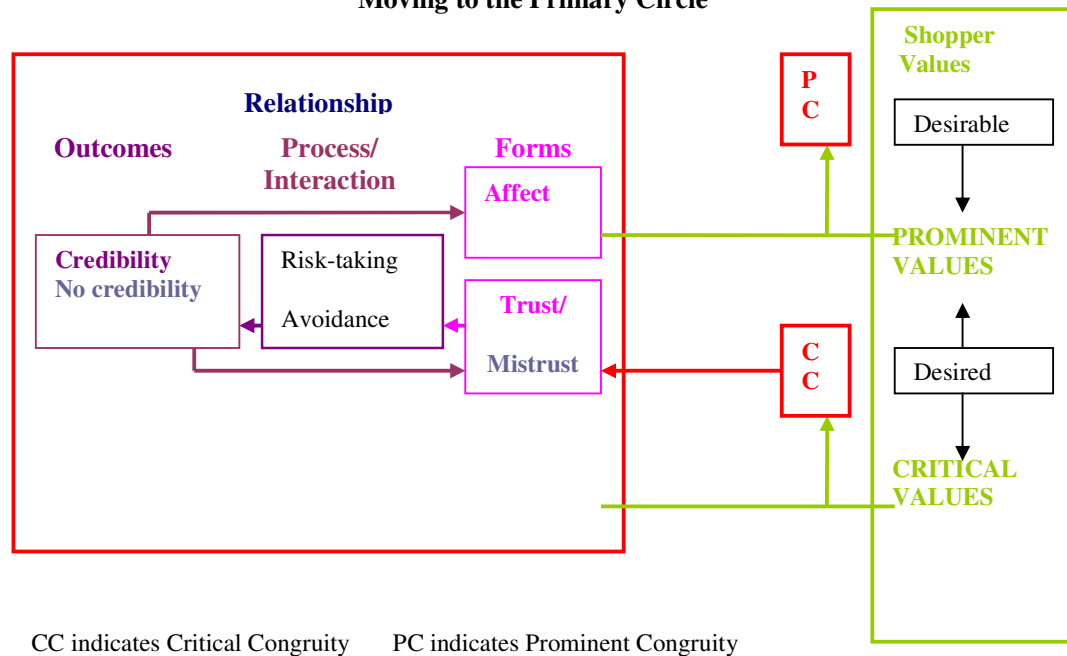 Moving to the Primary Circle
Shopper
Values
P
C
Relationship
Desirable
Outcomes
Process/
Interaction
Forms
Affect
PROMINENT
VALUES
Credibility
No credibility
Risk-taking
Avoidance
Trust/
Mistrust
C
C
Desired
CRITICAL
VALUES
CC indicates Critical Congruity PC indicates Prominent Congruity